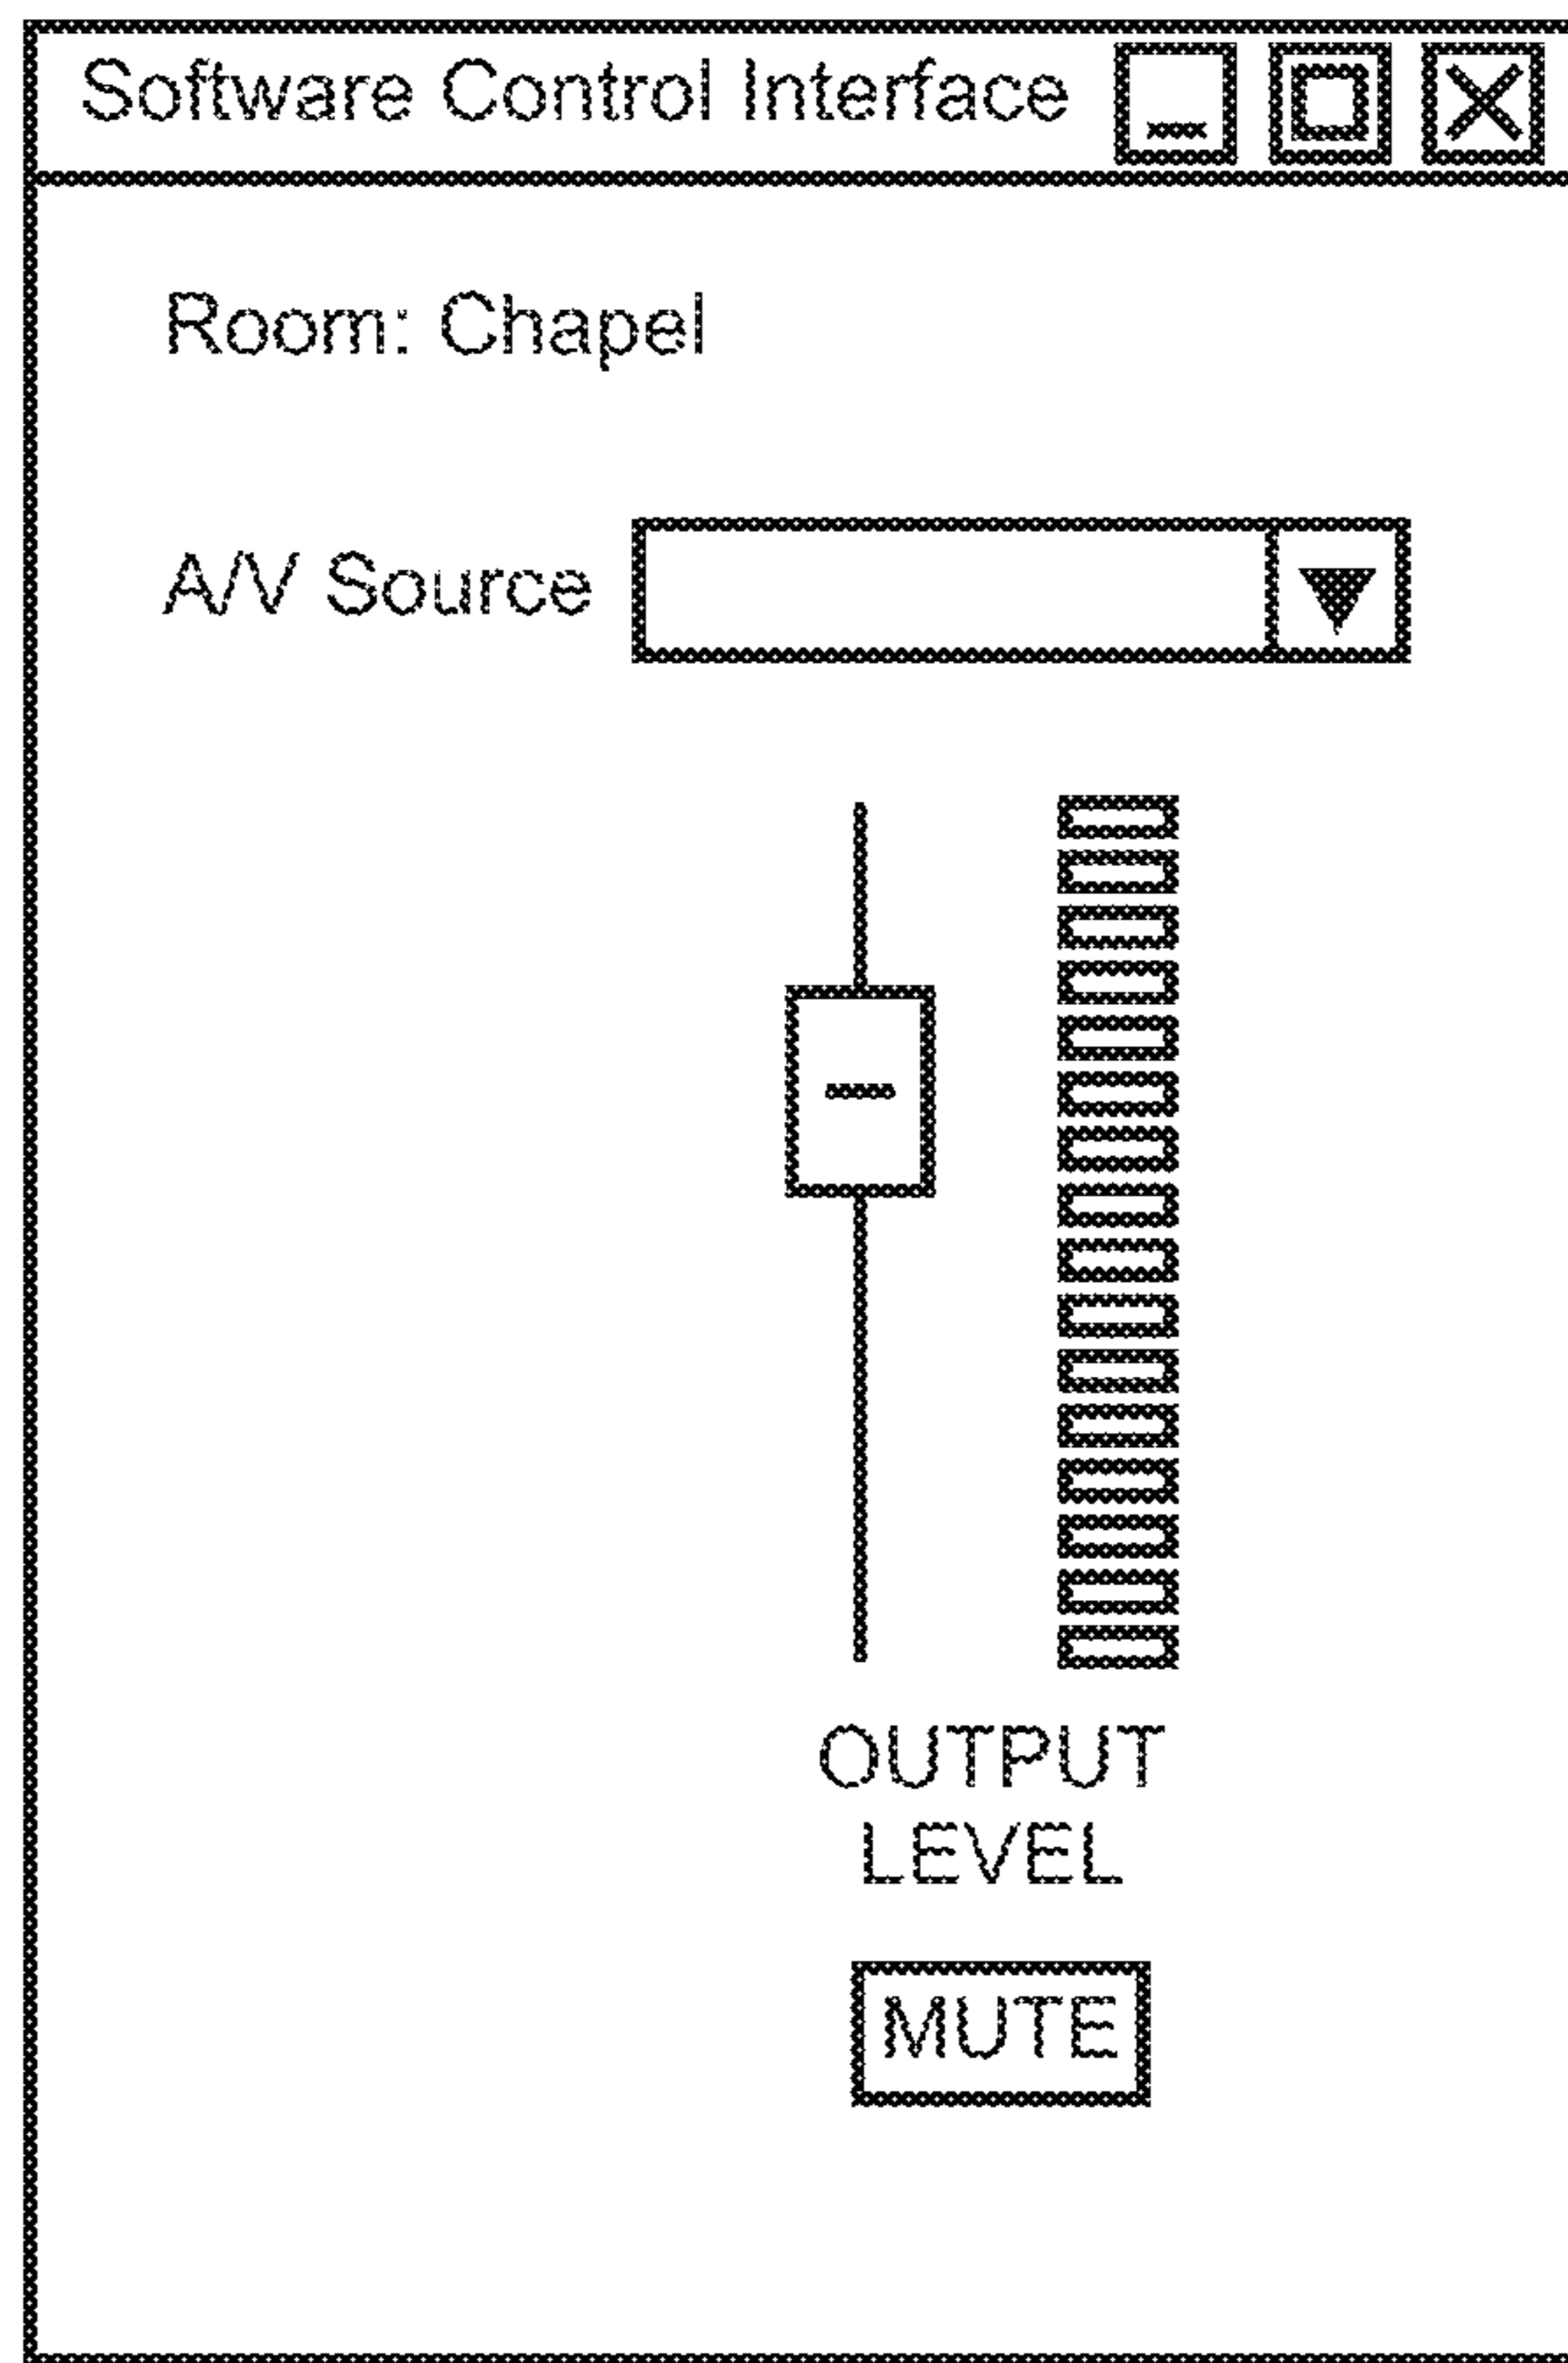 Software Control Interface
Room: Chapel
A/V Source
OUTPUT
LEVEL
MUTE